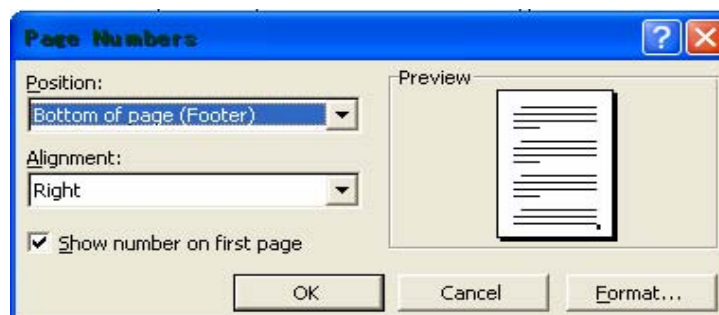 Page Numbers
Position:
Preview
Bottom of page (Footer)
Alignment:
Right
Show number on first page
OK Cancel Format...